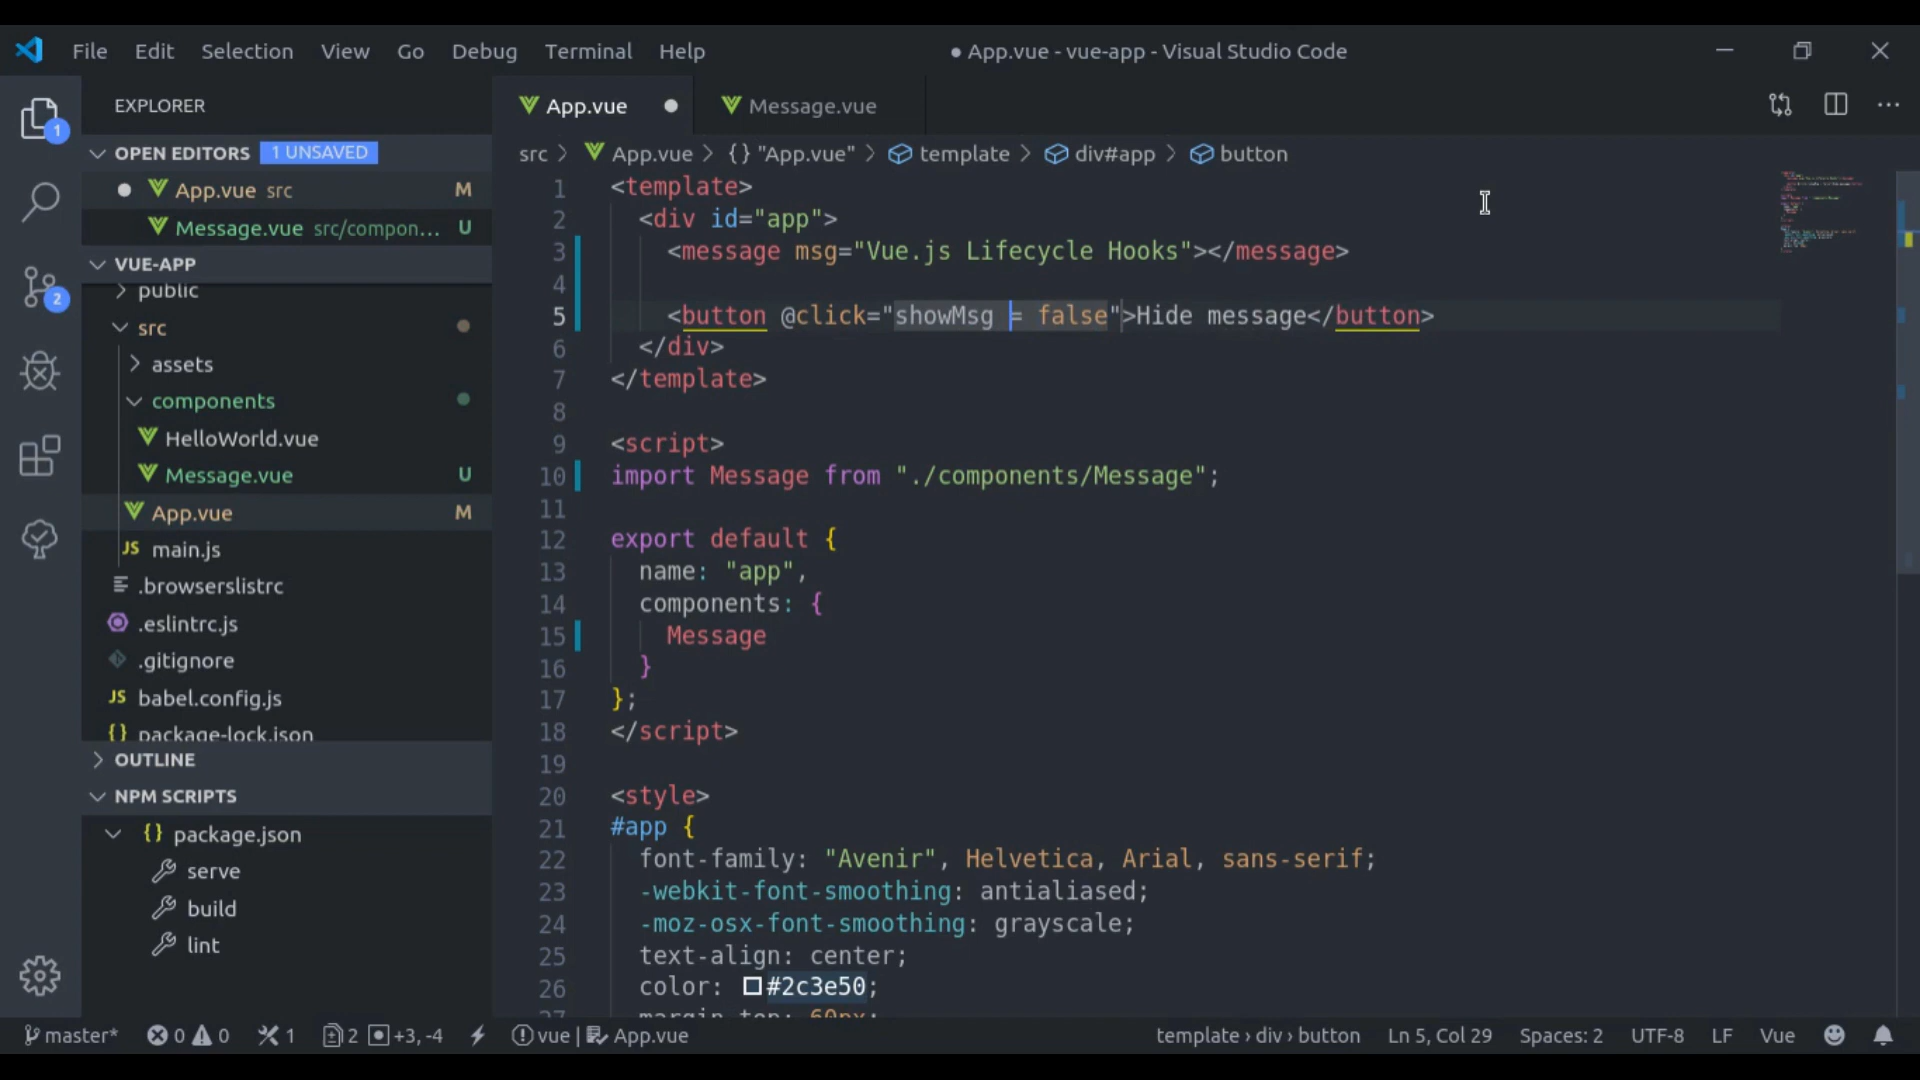 File Edit Selection View Go Debug Terminal Help
● App.vue - vue-app - Visual Studio Code
EXPLORER
OPEN EDITORS 1 UNSAVED
App.vue src M
Message.vue src/compon... U
VUE-APP
public
src
assets
components
HelloWorld.vue
Message.vue U
App.vue M
JS main.js
.browserslistrc
.eslintrc.js
.gitignore
JS babel.config.js
{} package-lock.json
OUTLINE
NPM SCRIPTS
{} package.json
serve
build
lint
1
2
App.vue Message.vue
src > App.vue > {} "App.vue" > template > div#app > button
1 <template>
2 <div id="app">
3 <message msg="Vue.js Lifecycle Hooks"></message>
4
5 <button @click="showMsg = false">Hide message</button>
6 </div>
7 </template>
8
9 <script>
10 import Message from "./components/Message";
11
12 export default {
13 name: "app",
14 components: {
15 Message
16 }
17 };
18 </script>
19
20 <style>
21 #app {
22 font-family: "Avenir", Helvetica, Arial, sans-serif;
23 -webkit-font-smoothing: antialiased;
24 -moz-osx-font-smoothing: grayscale;
25 text-align: center;
26 color: #2c3e50;
27 margin-top: 60px;
master* 0 0 1 2 +3, -4 vue | App.vue template › div › button Ln 5, Col 29 Spaces: 2 UTF-8 LF Vue